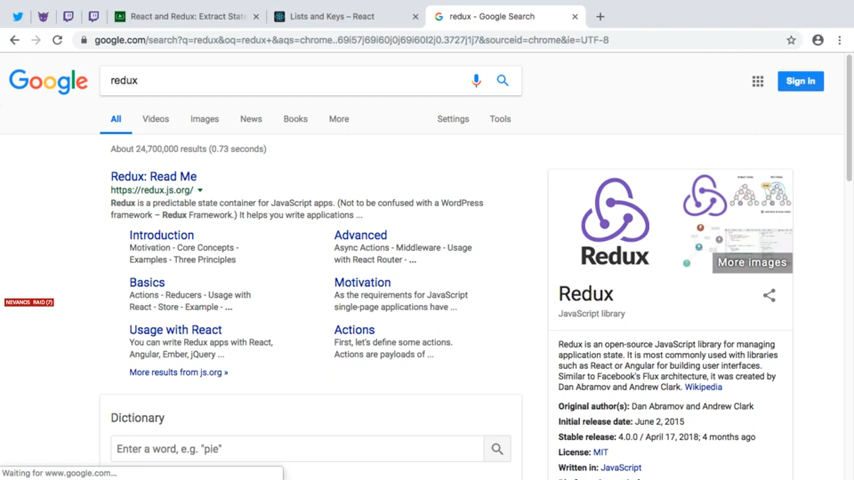 React and Redux: Extract State
Lists and Keys – React
redux - Google Search
google.com/search?q=redux&oq=redux+&aqs=chrome..69i57j69i60j0j69i60l2j0.3727j1j7&sourceid=chrome&ie=UTF-8
Google
redux
Sign in
All
Videos
Images
News
Books
More
Settings
Tools
About 24,700,000 results (0.73 seconds)
Redux: Read Me
https://redux.js.org/
Redux is a predictable state container for JavaScript apps. (Not to be confused with a WordPress
framework – Redux Framework.) It helps you write applications ...
Introduction
Motivation - Core Concepts -
Examples - Three Principles
Advanced
Async Actions - Middleware - Usage
with React Router - ...
Basics
Actions - Reducers - Usage with
React - Store - Example - ...
Motivation
As the requirements for JavaScript
single-page applications have ...
Usage with React
You can write Redux apps with React,
Angular, Ember, jQuery ...
Actions
First, let's define some actions.
Actions are payloads of ...
More results from js.org »
NEVANOS RAID (7)
Dictionary
Enter a word, e.g. "pie"
Waiting for www.google.com...
Redux
More images
Redux
JavaScript library
Redux is an open-source JavaScript library for managing
application state. It is most commonly used with libraries
such as React or Angular for building user interfaces.
Similar to Facebook's Flux architecture, it was created by
Dan Abramov and Andrew Clark. Wikipedia
Original author(s): Dan Abramov and Andrew Clark
Initial release date: June 2, 2015
Stable release: 4.0.0 / April 17, 2018; 4 months ago
License: MIT
Written in: JavaScript